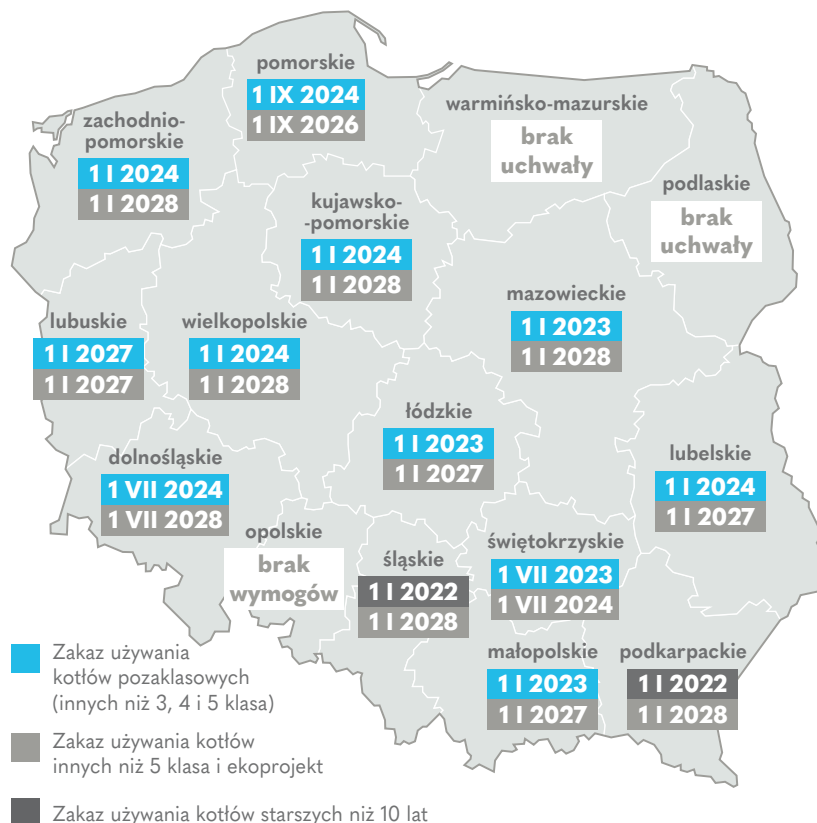 pomorskie
1 IX 2024
1 IX 2026
warmińsko-mazurskie
brak
uchwały
zachodnio-
pomorskie
1 I 2024
1 I 2028
podlaskie
brak
uchwały
kujawsko-
-pomorskie
1 I 2024
1 I 2028
mazowieckie
1 I 2023
1 I 2028
lubuskie
1 I 2027
1 I 2027
wielkopolskie
1 I 2024
1 I 2028
łódzkie
1 I 2023
1 I 2027
dolnośląskie
1 VII 2024
1 VII 2028
lubelskie
1 I 2024
1 I 2027
opolskie
brak
wymogów
śląskie
1 I 2022
1 I 2028
świętokrzyskie
1 VII 2023
1 VII 2024
małopolskie
1 I 2023
1 I 2027
podkarpackie
1 I 2022
1 I 2028
Zakaz używania
kotłów pozaklasowych
(innych niż 3, 4 i 5 klasa)
Zakaz używania kotłów
innych niż 5 klasa i ekoprojekt
Zakaz używania kotłów starszych niż 10 lat